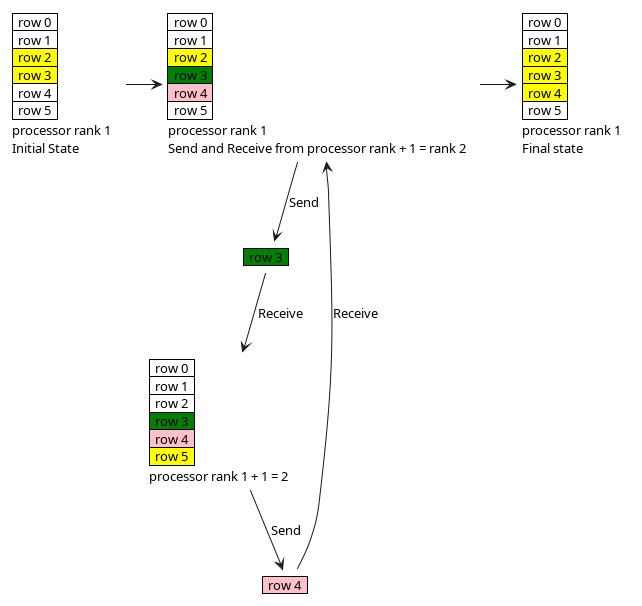 row 0
row 1
row 2
row 3
row 4
row 5
processor rank 1
Initial State
row 0
row 1
row 2
row 3
row 4
row 5
processor rank 1
Send and Receive from processor rank + 1 = rank 2
row 0
row 1
row 2
row 3
row 4
row 5
processor rank 1
Final state
Send
row 3
Receive
Receive
row 0
row 1
row 2
row 3
row 4
row 5
processor rank 1 + 1 = 2
Send
row 4